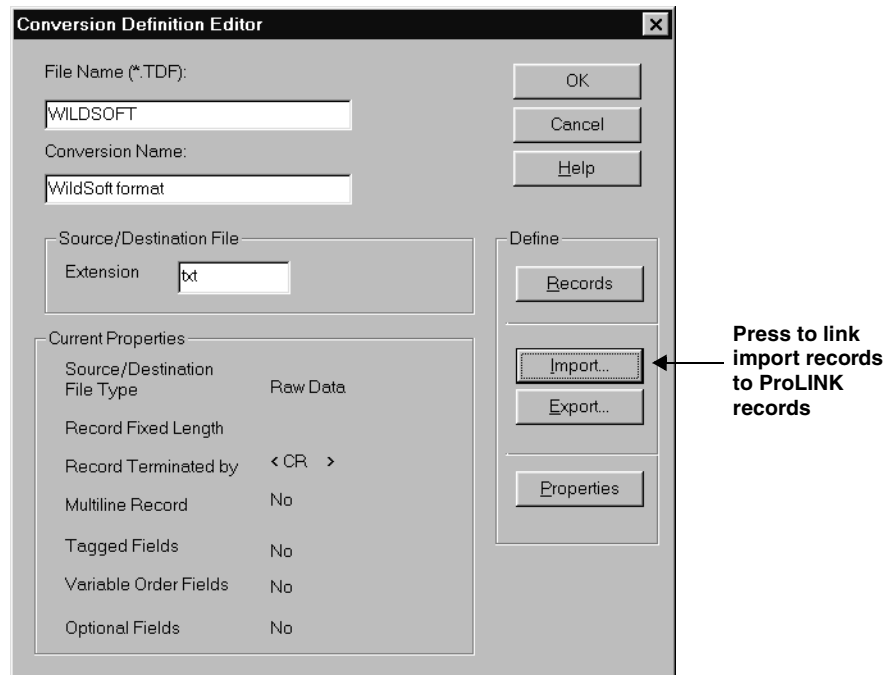 Conversion Definition Editor
File Name (*.TDF):
WILDSOFT
Conversion Name:
WildSoft format
OK
Cancel
Help
Source/Destination File
Extension txt
Define
Records
Import...
Export...
Properties
Current Properties
Source/Destination
File Type Raw Data
Record Fixed Length
Record Terminated by < CR >
Multiline Record No
Tagged Fields No
Variable Order Fields No
Optional Fields No
Press to link
import records
to ProLINK
records